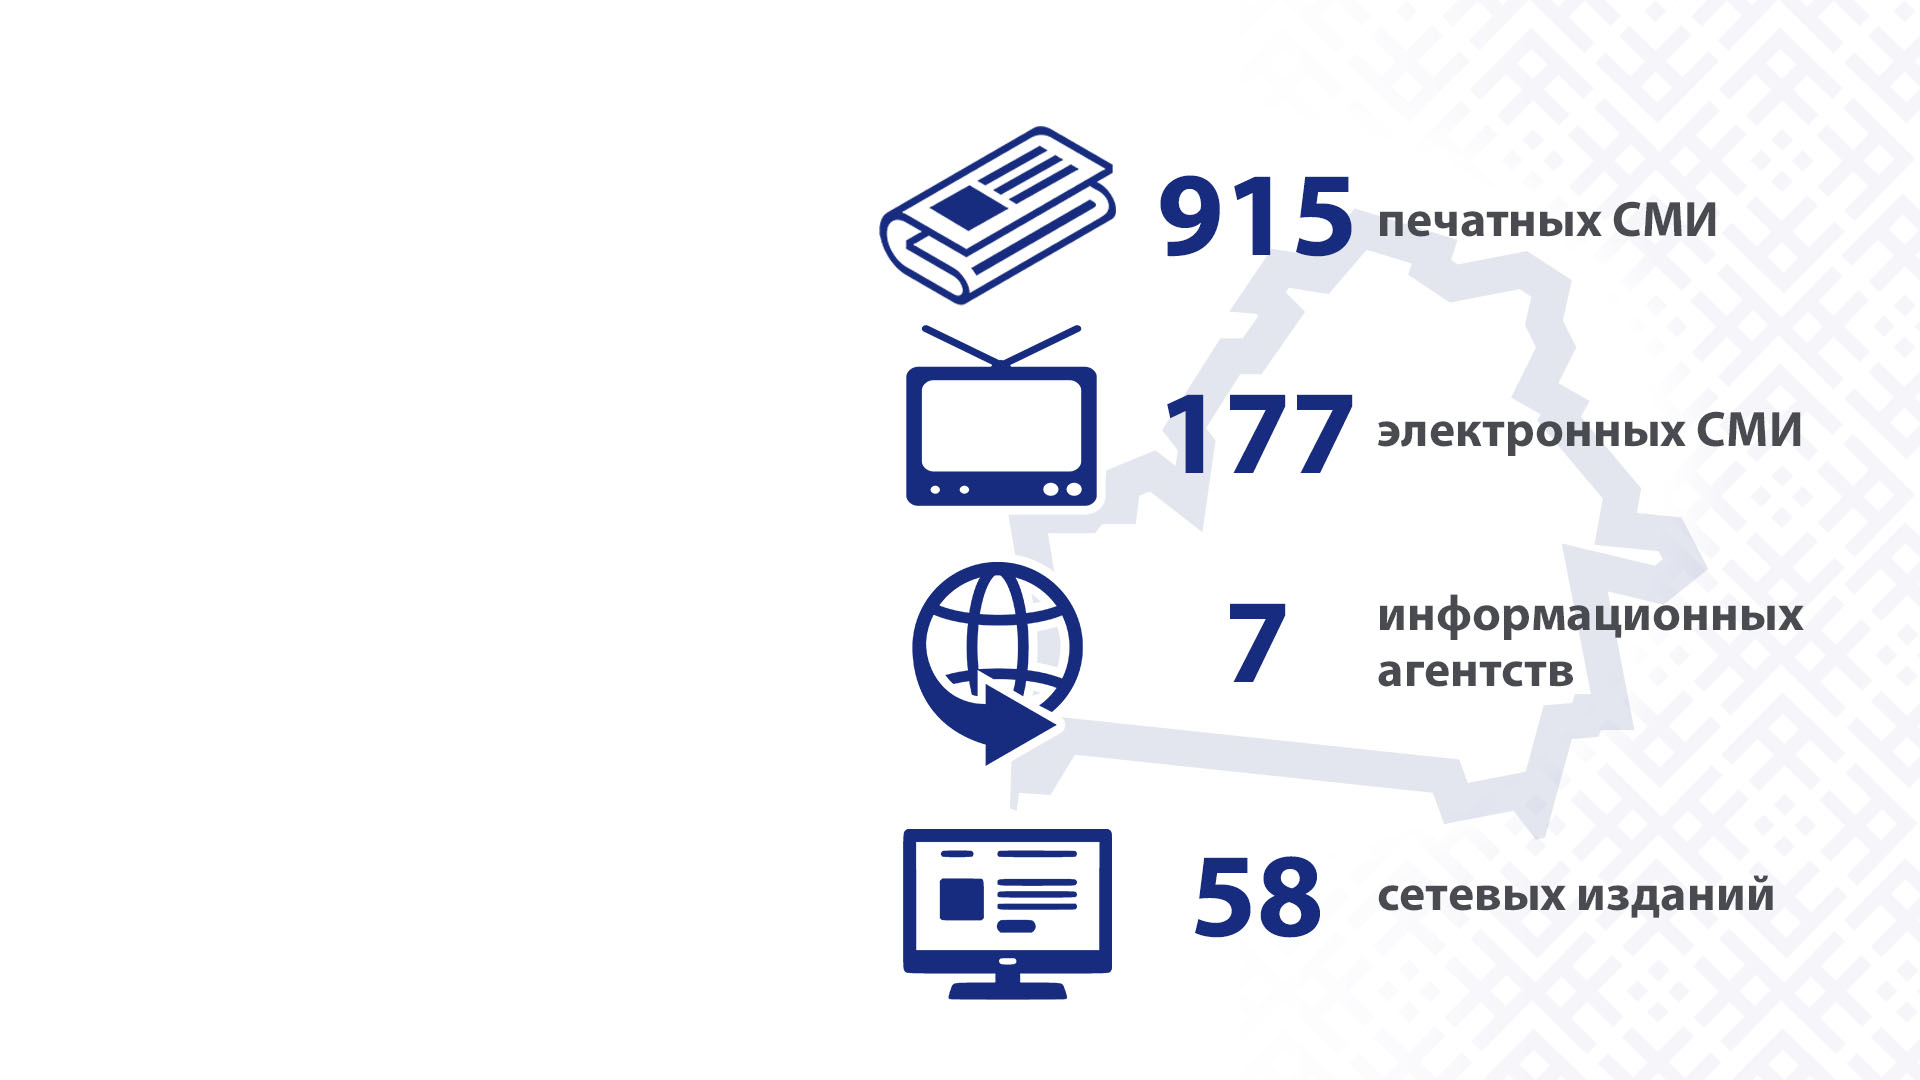 915 печатных СМИ
177 электронных СМИ
7 информационных
агентств
58 сетевых изданий